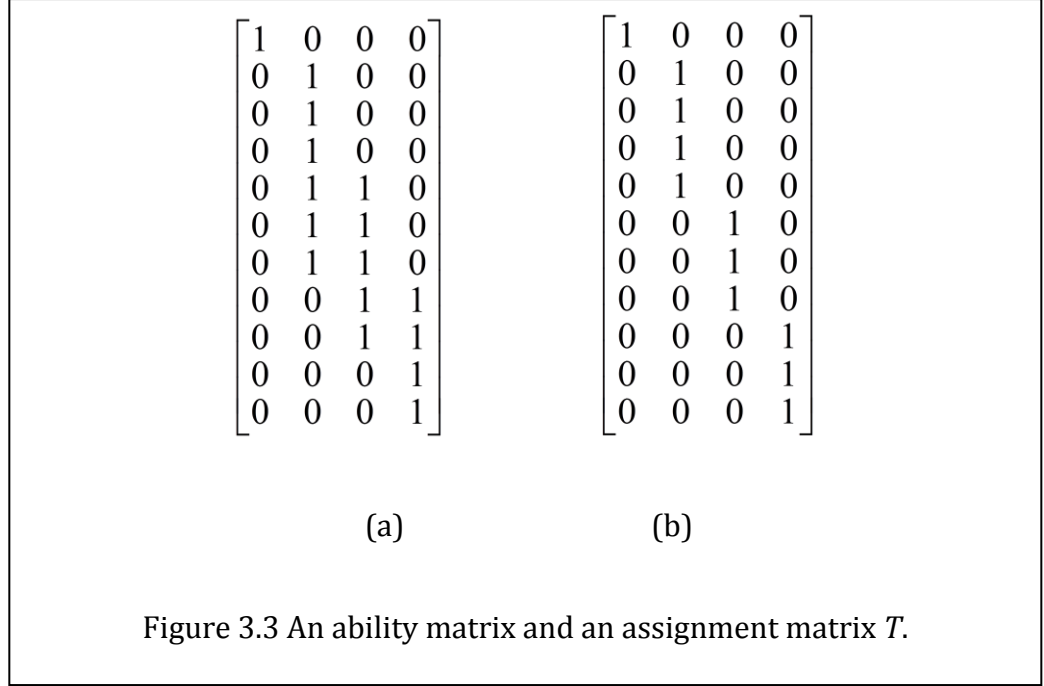 1 0 0 0 1 0 0 0
0 1 0 0 0 1 0 0
0 1 0 0 0 1 0 0
0 1 0 0 0 1 0 0
0 1 1 0 0 1 0 0
0 1 1 0 0 0 1 0
0 1 1 0 0 0 1 0
0 0 1 1 0 0 1 0
0 0 1 1 0 0 0 1
0 0 0 1 0 0 0 1
0 0 0 1 0 0 0 1
(a) (b)
Figure 3.3 An ability matrix and an assignment matrix T.